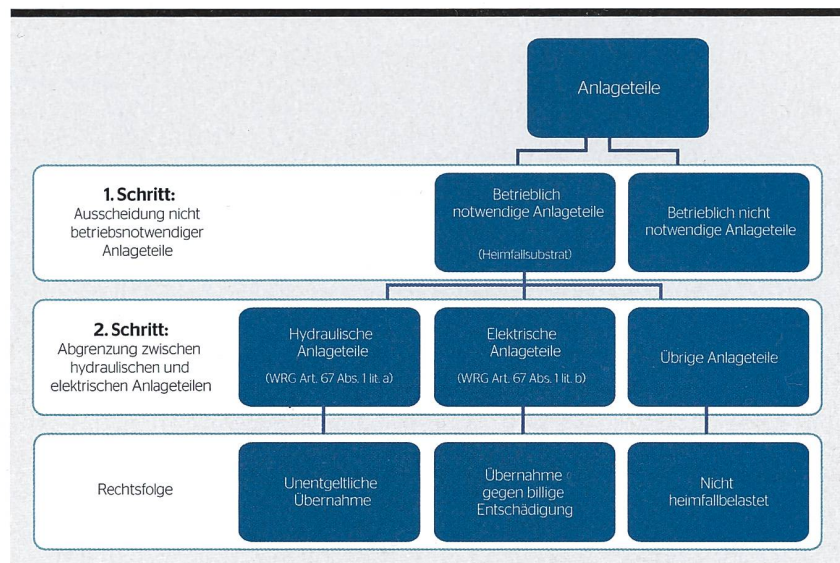 Anlageteile
1. Schritt:
Ausscheidung nicht
betriebsnotwendiger
Anlageteile
Betrieblich
notwendige Anlageteile
(Heimfallsubstrat)
Betrieblich nicht
notwendige Anlageteile
2. Schritt:
Abgrenzung zwischen
hydraulischen und
elektrischen Anlageteilen
Hydraulische
Anlageteile
(WRG Art. 67 Abs. 1 lit. a)
Elektrische
Anlageteile
(WRG Art. 67 Abs. 1 lit. b)
Übrige Anlageteile
Rechtsfolge
Unentgeltliche
Übernahme
Übernahme
gegen billige
Entschädigung
Nicht
heimfallbelastet